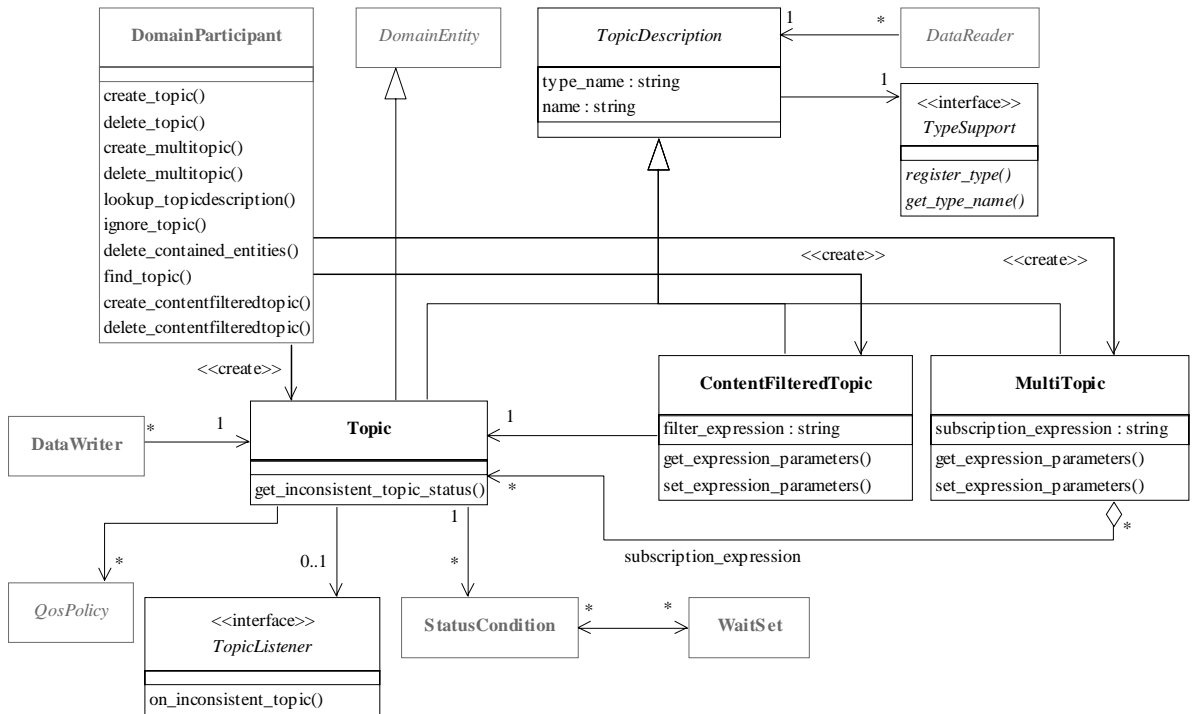 DomainParticipant
create_topic()
delete_topic()
create_multitopic()
delete_multitopic()
lookup_topicdescription()
ignore_topic()
delete_contained_entities()
find_topic()
create_contentfilteredtopic()
delete_contentfilteredtopic()
DomainEntity
TopicDescription
type_name : string
name : string
1
*
DataReader
1
<<interface>>
TypeSupport
register_type()
get_type_name()
<<create>>
<<create>>
<<create>>
ContentFilteredTopic
filter_expression : string
get_expression_parameters()
set_expression_parameters()
MultiTopic
subscription_expression : string
get_expression_parameters()
set_expression_parameters()
DataWriter
*
1
Topic
get_inconsistent_topic_status()
1
*
*
subscription_expression
*
0..1
1
*
QosPolicy
<<interface>>
TopicListener
on_inconsistent_topic()
StatusCondition
*
*
WaitSet